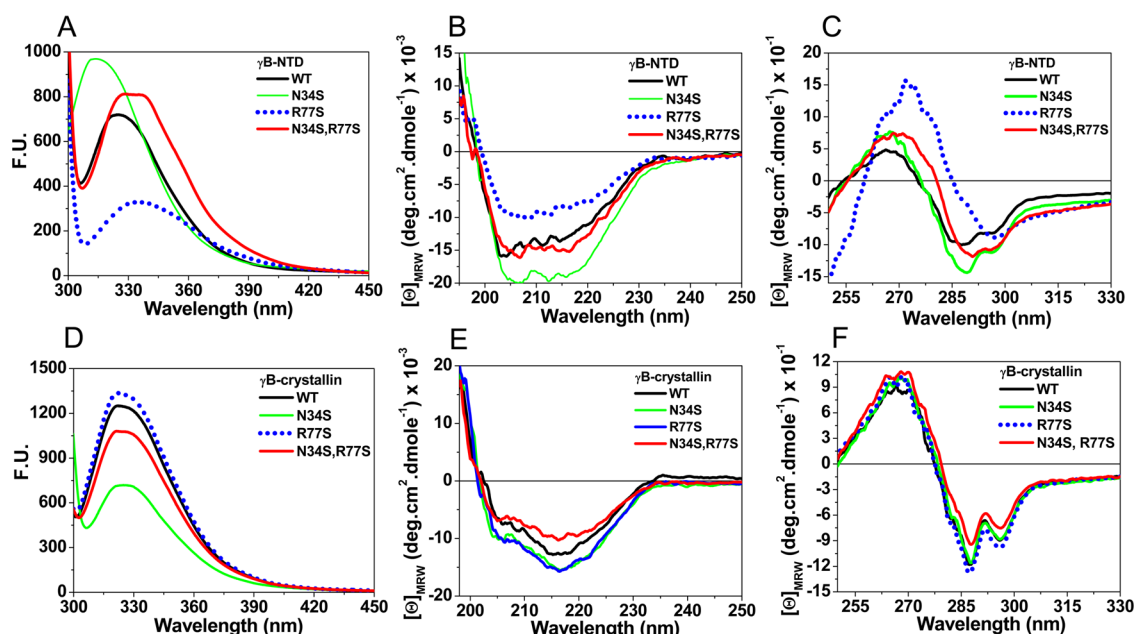 A
1000
800
600
400
200
0
F.U.
300 330 360 390 420 450
Wavelength (nm)
γB-NTD
WT
N34S
R77S
N34S,R77S
B
15
10
5
0
-5
-10
-15
-20
[Θ]MRW (deg.cm².dmole⁻¹) x 10⁻³
200 210 220 230 240 250
Wavelength (nm)
γB-NTD
WT
N34S
R77S
N34S,R77S
C
20
15
10
5
0
-5
-10
-15
[Θ]MRW (deg.cm².dmole⁻¹) x 10⁻¹
255 270 285 300 315 330
Wavelength (nm)
γB-NTD
WT
N34S
R77S
N34S,R77S
D
1500
1200
900
600
300
0
F.U.
300 330 360 390 420 450
Wavelength (nm)
γB-crystallin
WT
N34S
R77S
N34S,R77S
E
20
10
0
-10
-20
[Θ]MRW (deg.cm².dmole⁻¹) x 10⁻³
200 210 220 230 240 250
Wavelength (nm)
γB-crystallin
WT
N34S
R77S
N34S,R77S
F
12
9
6
3
0
-3
-6
-9
-12
-15
[Θ]MRW (deg.cm².dmole⁻¹) x 10⁻¹
255 270 285 300 315 330
Wavelength (nm)
γB-crystallin
WT
N34S
R77S
N34S, R77S